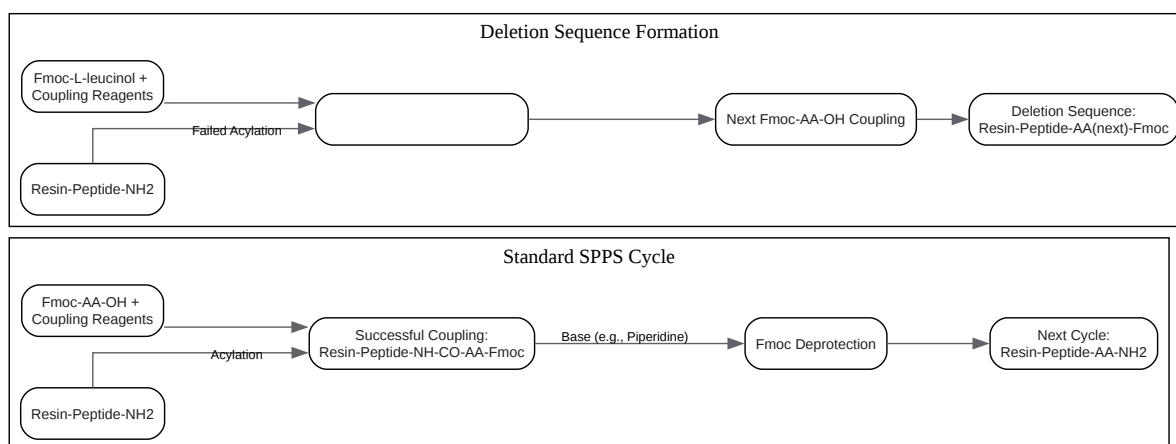 Deletion Sequence Formation
Fmoc-L-leucinol +
Coupling Reagents
Failed Acylation
Resin-Peptide-NH2
Next Fmoc-AA-OH Coupling
Deletion Sequence:
Resin-Peptide-AA(next)-Fmoc
Standard SPPS Cycle
Fmoc-AA-OH +
Coupling Reagents
Acylation
Resin-Peptide-NH2
Successful Coupling:
Resin-Peptide-NH-CO-AA-Fmoc
Base (e.g., Piperidine)
Fmoc Deprotection
Next Cycle:
Resin-Peptide-AA-NH2